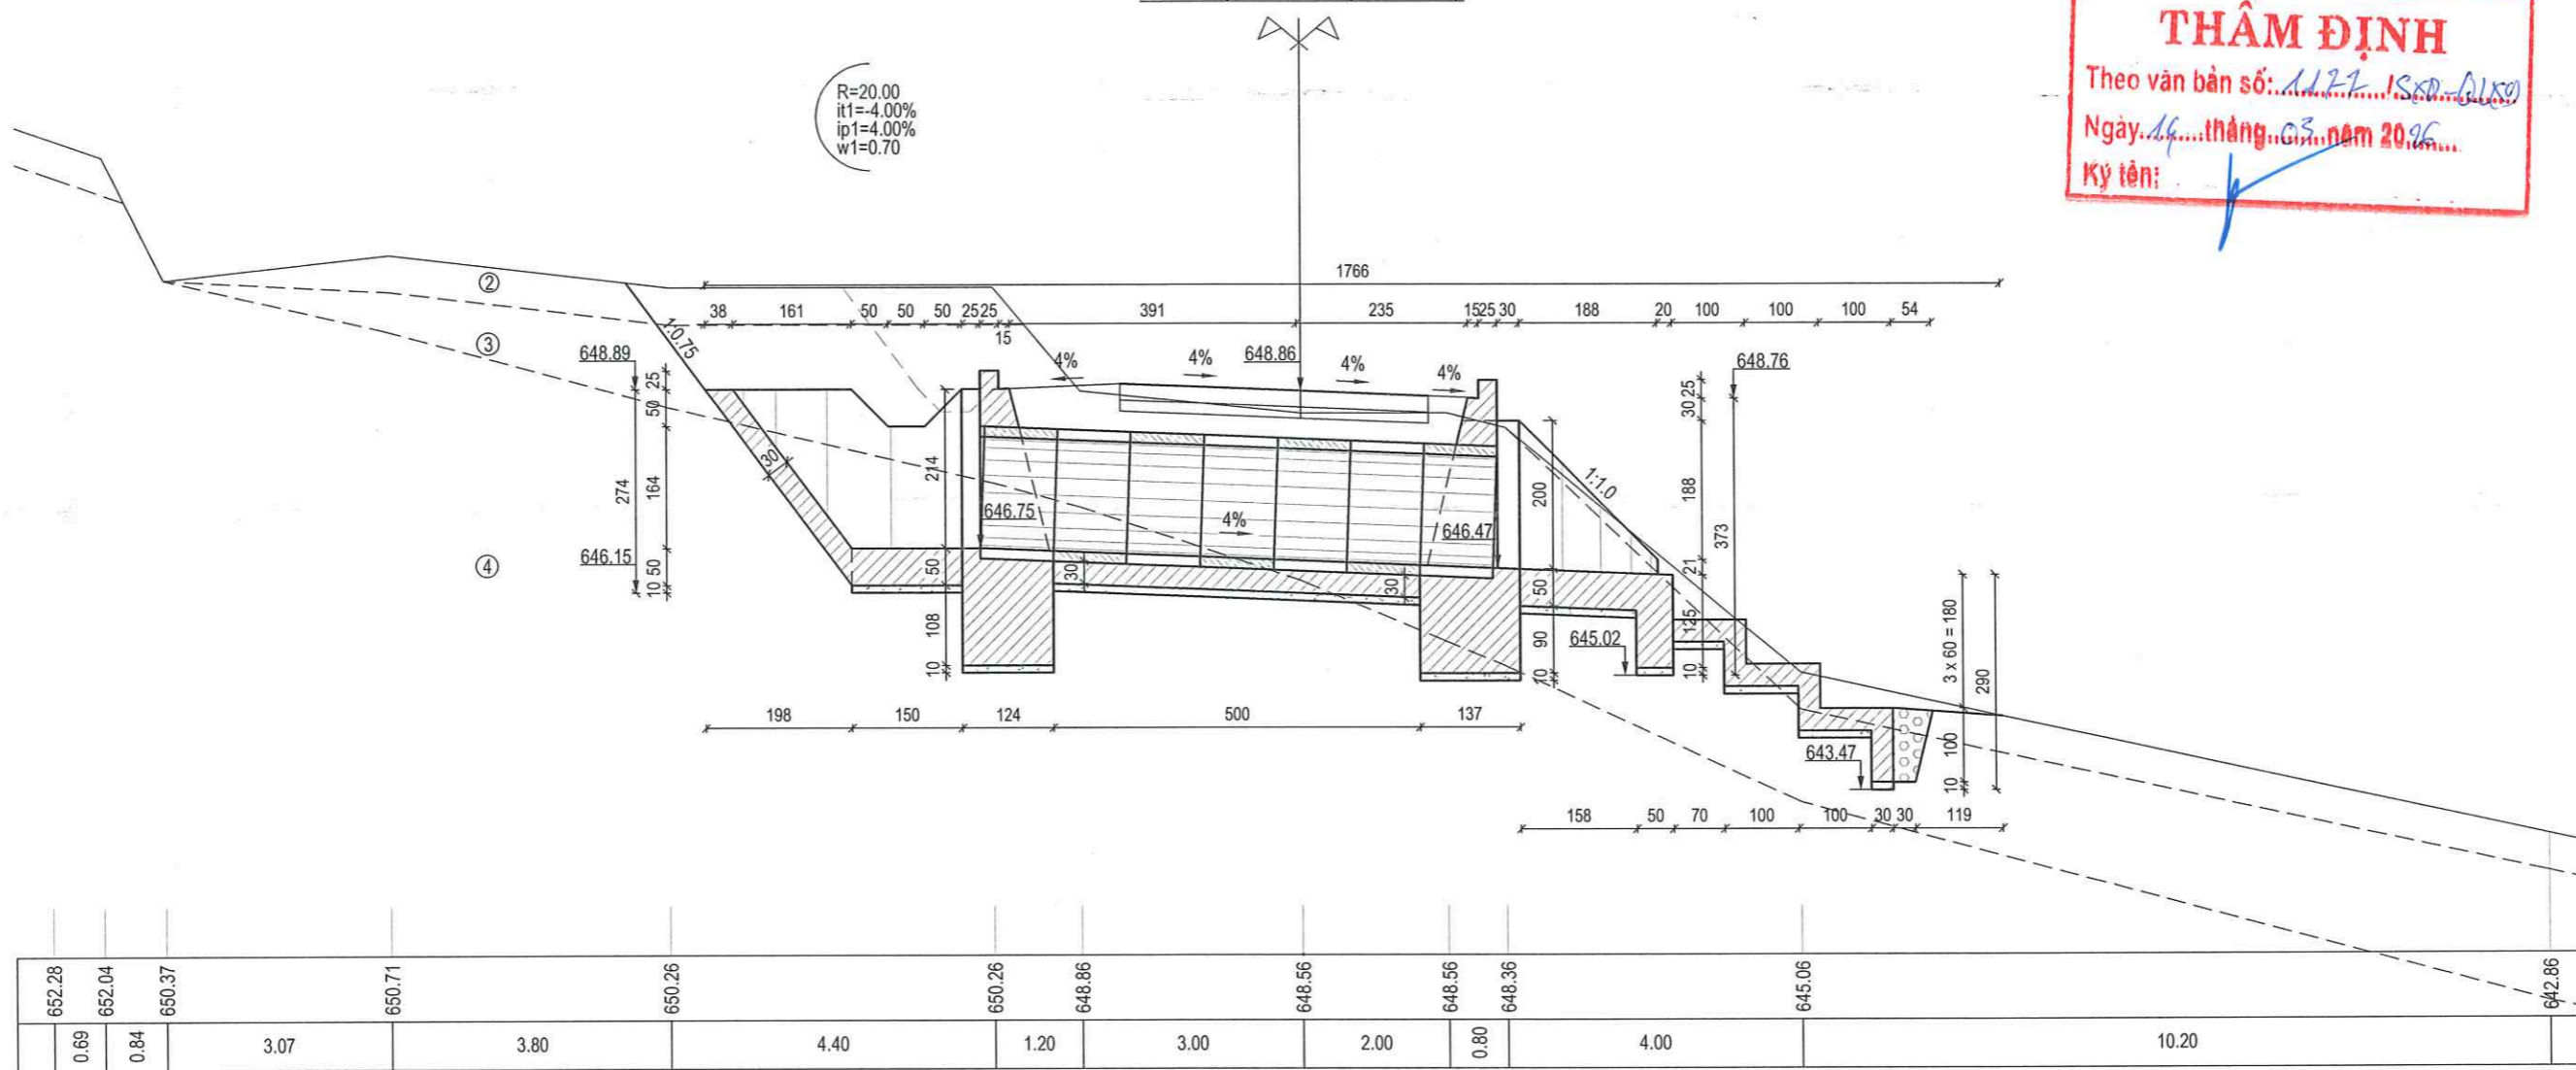 THẨM ĐỊNH
Theo văn bản số: 1177 /SXD-QLXD
Ngày 14 tháng 03 năm 2026
Ký tên:
R=20.00
it1=-4.00%
ip1=4.00%
w1=0.70
1766
38 161 50 50 50 25 25 15 391 235 15 25 30 188 20 100 100 100 54
② ③ ④
1:0.75
648.89
646.15
274
25 50 164 50 10
30
214 50 108 10
4% 4% 648.86 4% 4%
646.75
4%
646.47
30 30
200 50 90 10
1:1.0
648.76
25 30 188 21 125 10
373
645.02
643.47
3 x 60 = 180
100
10
290
198 150 124 500 137
158 50 70 100 100 30 30 119
652.28 652.04 650.37 650.71 650.26 650.26 648.86 648.56 648.56 648.36 645.06 642.86
0.69 0.84 3.07 3.80 4.40 1.20 3.00 2.00 0.80 4.00 10.20